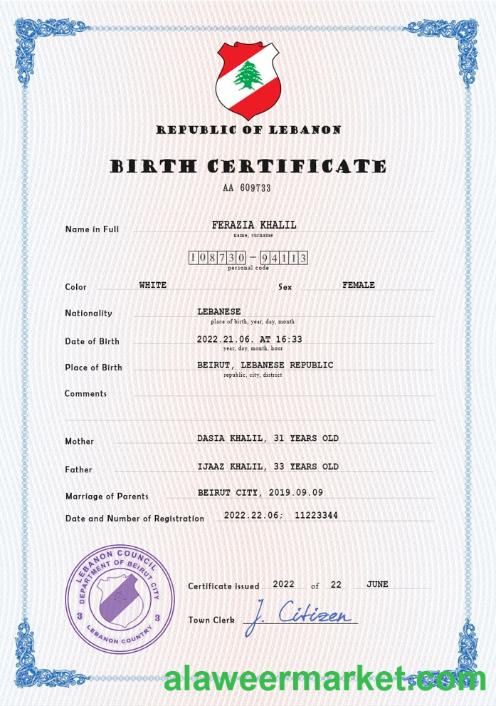 REPUBLIC OF LEBANON
BIRTH CERTIFICATE
AA 609733
Name in Full FERAZIA KHALIL
name, surname
108730-94113
personal code
Color WHITE Sex FEMALE
Nationality LEBANESE
place of birth, year, day, month
Date of Birth 2022.21.06. AT 16:33
year, day, month, hour
Place of Birth BEIRUT, LEBANESE REPUBLIC
republic, city, district
Comments
Mother DASIA KHALIL, 31 YEARS OLD
Father IJAAZ KHALIL, 33 YEARS OLD
Marriage of Parents BEIRUT CITY, 2019.09.09
Date and Number of Registration 2022.22.06; 11223344
LEBANON COUNCIL
DEPARTMENT OF BEIRUT CITY
3 3
LEBANON COUNTRY
Certificate issued 2022 of 22 JUNE
Town Clerk J. Citizen
alaweermarket.com